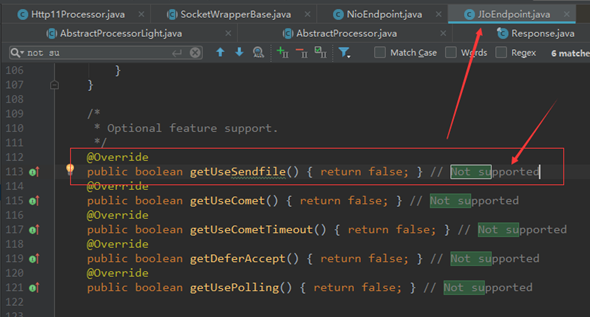 Http11Processor.java SocketWrapperBase.java NioEndpoint.java JIoEndpoint.java
AbstractProcessorLight.java AbstractProcessor.java Response.java
not su Match Case Words Regex 6 matche
106 }
107 }
108
109 /*
110 * Optional feature support.
111 */
112 @Override
113 public boolean getUseSendfile() { return false; } // Not supported
114 @Override
115 public boolean getUseComet() { return false; } // Not supported
116 @Override
117 public boolean getUseCometTimeout() { return false; } // Not supported
118 @Override
119 public boolean getDeferAccept() { return false; } // Not supported
120 @Override
121 public boolean getUsePolling() { return false; } // Not supported
122